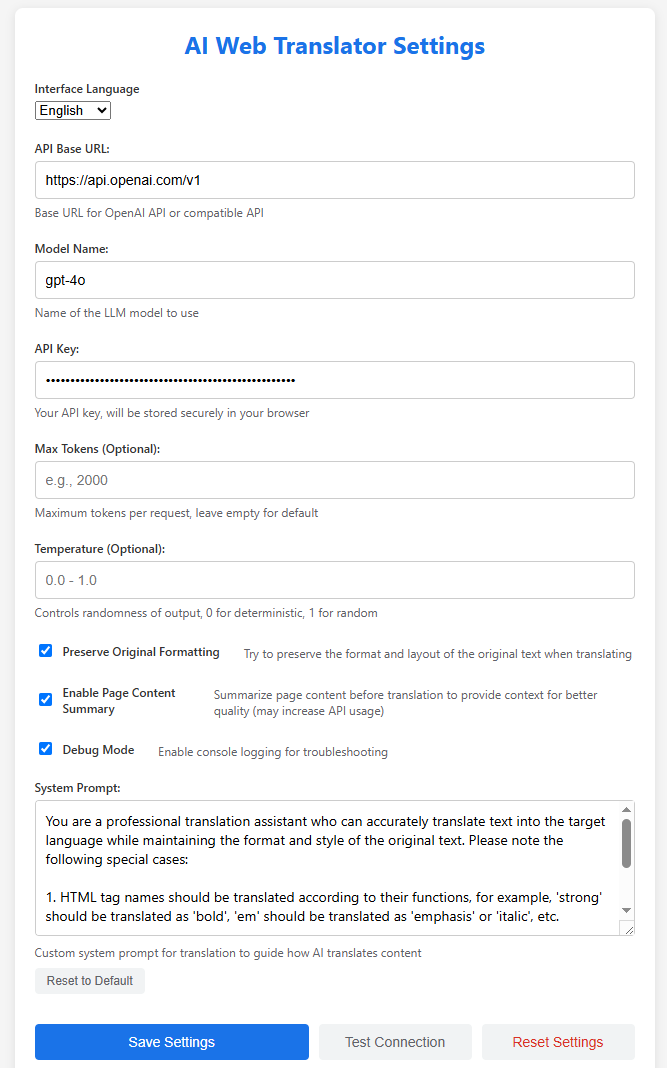 AI Web Translator Settings
Interface Language
English
API Base URL:
https://api.openai.com/v1
Base URL for OpenAI API or compatible API
Model Name:
gpt-4o
Name of the LLM model to use
API Key:
••••••••••••••••••••••••••••••••••••••••••••••••••••
Your API key, will be stored securely in your browser
Max Tokens (Optional):
e.g., 2000
Maximum tokens per request, leave empty for default
Temperature (Optional):
0.0 - 1.0
Controls randomness of output, 0 for deterministic, 1 for random
Preserve Original Formatting Try to preserve the format and layout of the original text when translating
Enable Page Content
Summary
Summarize page content before translation to provide context for better
quality (may increase API usage)
Debug Mode Enable console logging for troubleshooting
System Prompt:
You are a professional translation assistant who can accurately translate text into the target
language while maintaining the format and style of the original text. Please note the
following special cases:
1. HTML tag names should be translated according to their functions, for example, 'strong'
should be translated as 'bold', 'em' should be translated as 'emphasis' or 'italic', etc.
Custom system prompt for translation to guide how AI translates content
Reset to Default
Save Settings Test Connection Reset Settings